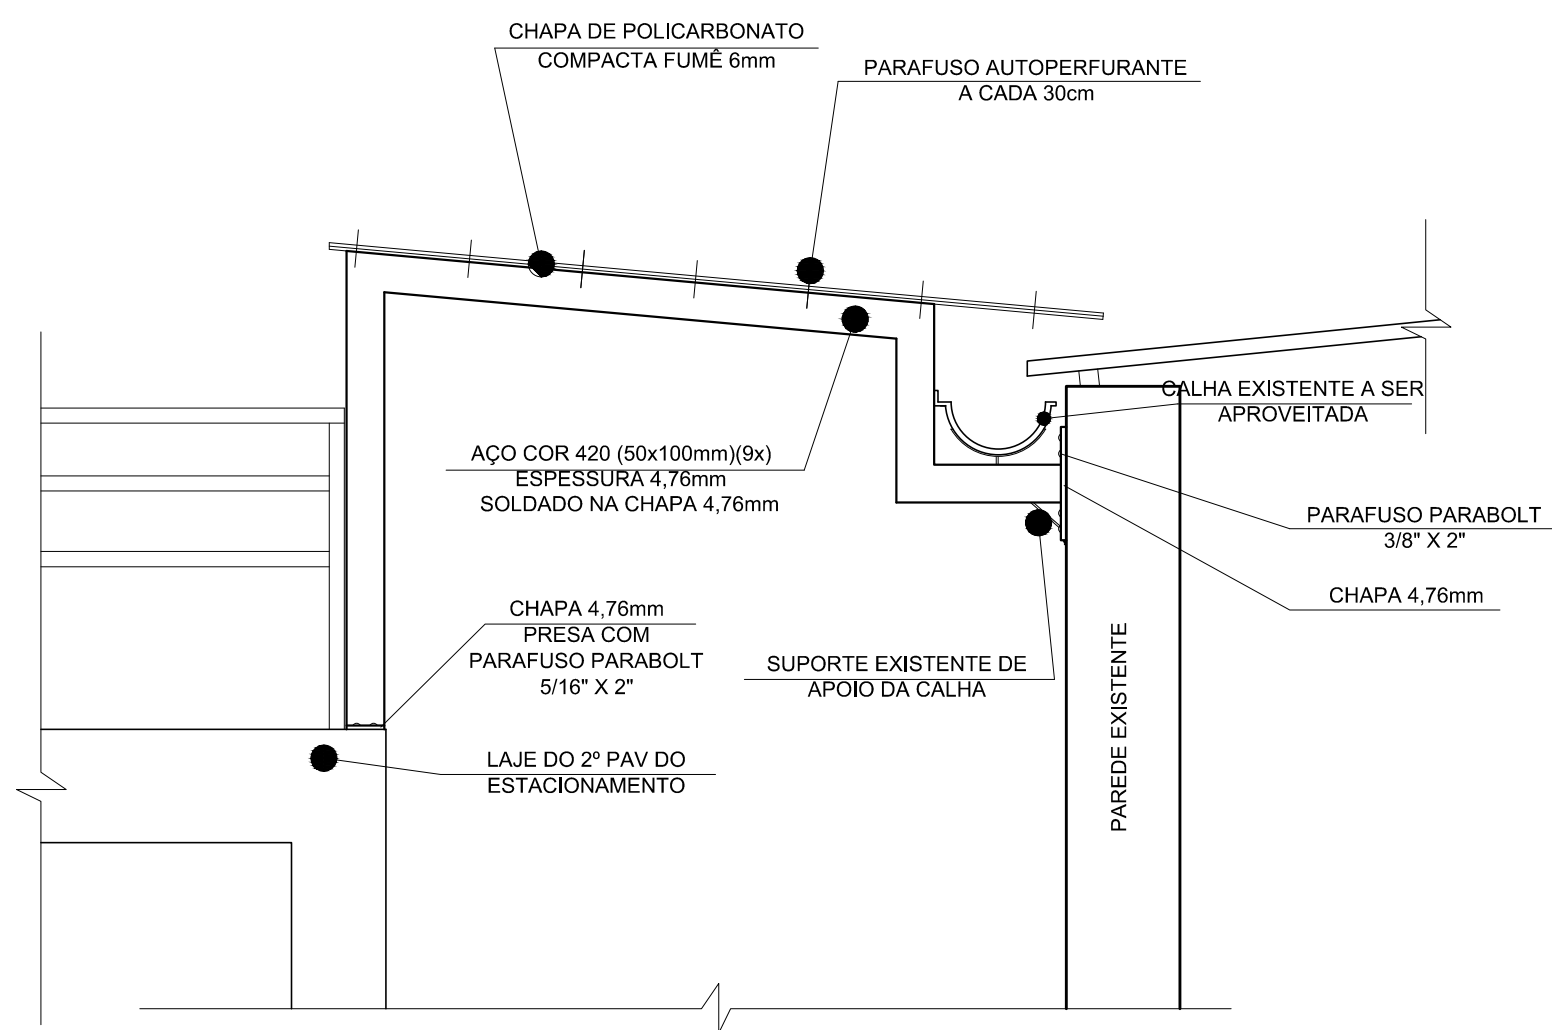 CHAPA DE POLICARBONATO
COMPACTA FUMÊ 6mm
PARAFUSO AUTOPERFURANTE
A CADA 30cm
CALHA EXISTENTE A SER
APROVEITADA
AÇO COR 420 (50x100mm)(9x)
ESPESSURA 4,76mm
SOLDADO NA CHAPA 4,76mm
PARAFUSO PARABOLT
3/8" X 2"
CHAPA 4,76mm
CHAPA 4,76mm
PRESA COM
PARAFUSO PARABOLT
5/16" X 2"
SUPORTE EXISTENTE DE
APOIO DA CALHA
PAREDE EXISTENTE
LAJE DO 2º PAV DO
ESTACIONAMENTO